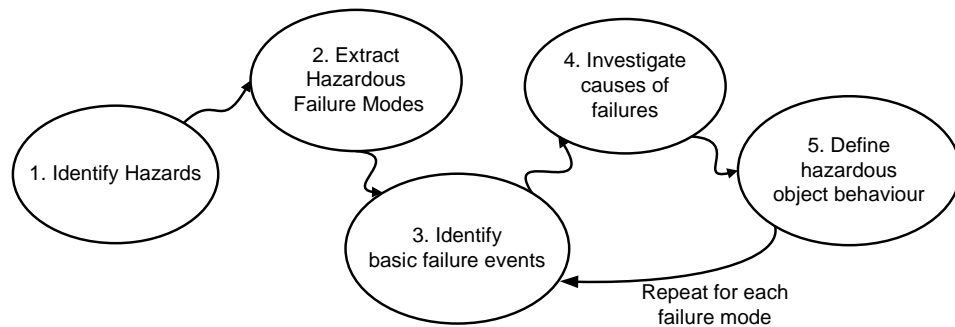 1. Identify Hazards
2. Extract
Hazardous
Failure Modes
3. Identify
basic failure events
4. Investigate
causes of
failures
5. Define
hazardous
object behaviour
Repeat for each
failure mode